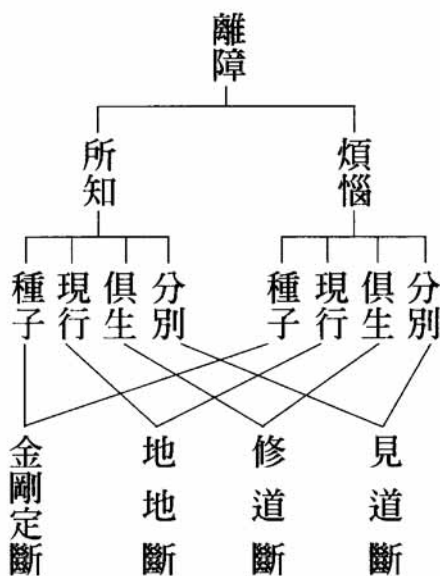 離障
煩惱
所知
分別
俱生
現行
種子
分別
俱生
現行
種子
見道斷
修道斷
地地斷
金剛定斷